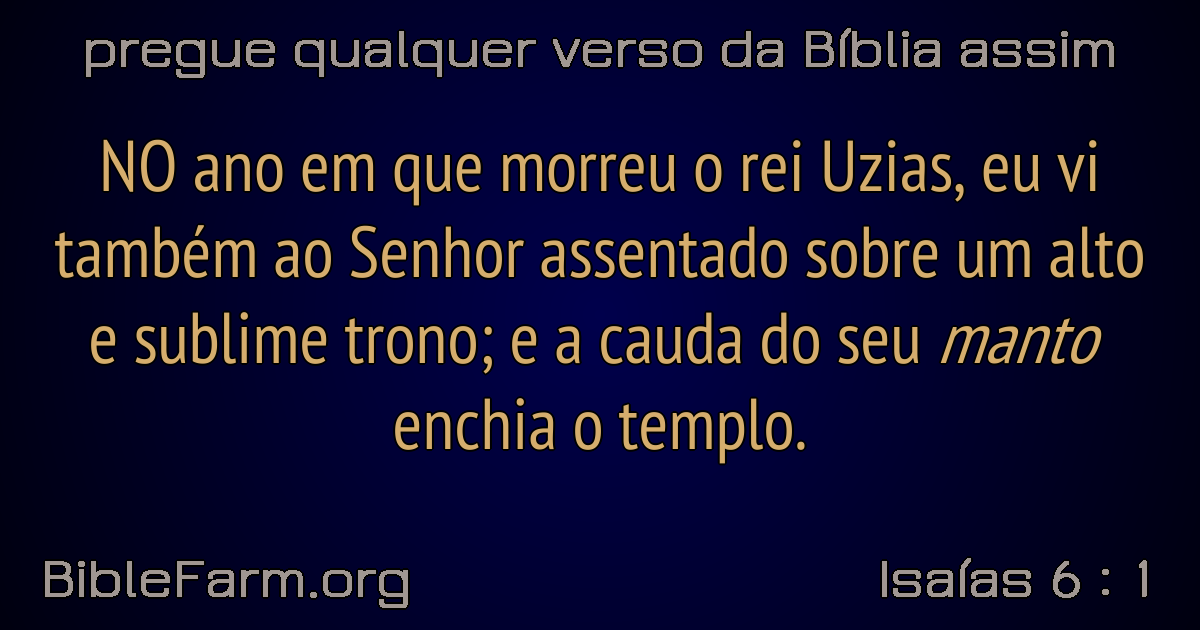 pregue qualquer verso da Bíblia assim
NO ano em que morreu o rei Uzias, eu vi
também ao Senhor assentado sobre um alto
e sublime trono; e a cauda do seu manto
enchia o templo.
BibleFarm.org
Isaías 6 : 1